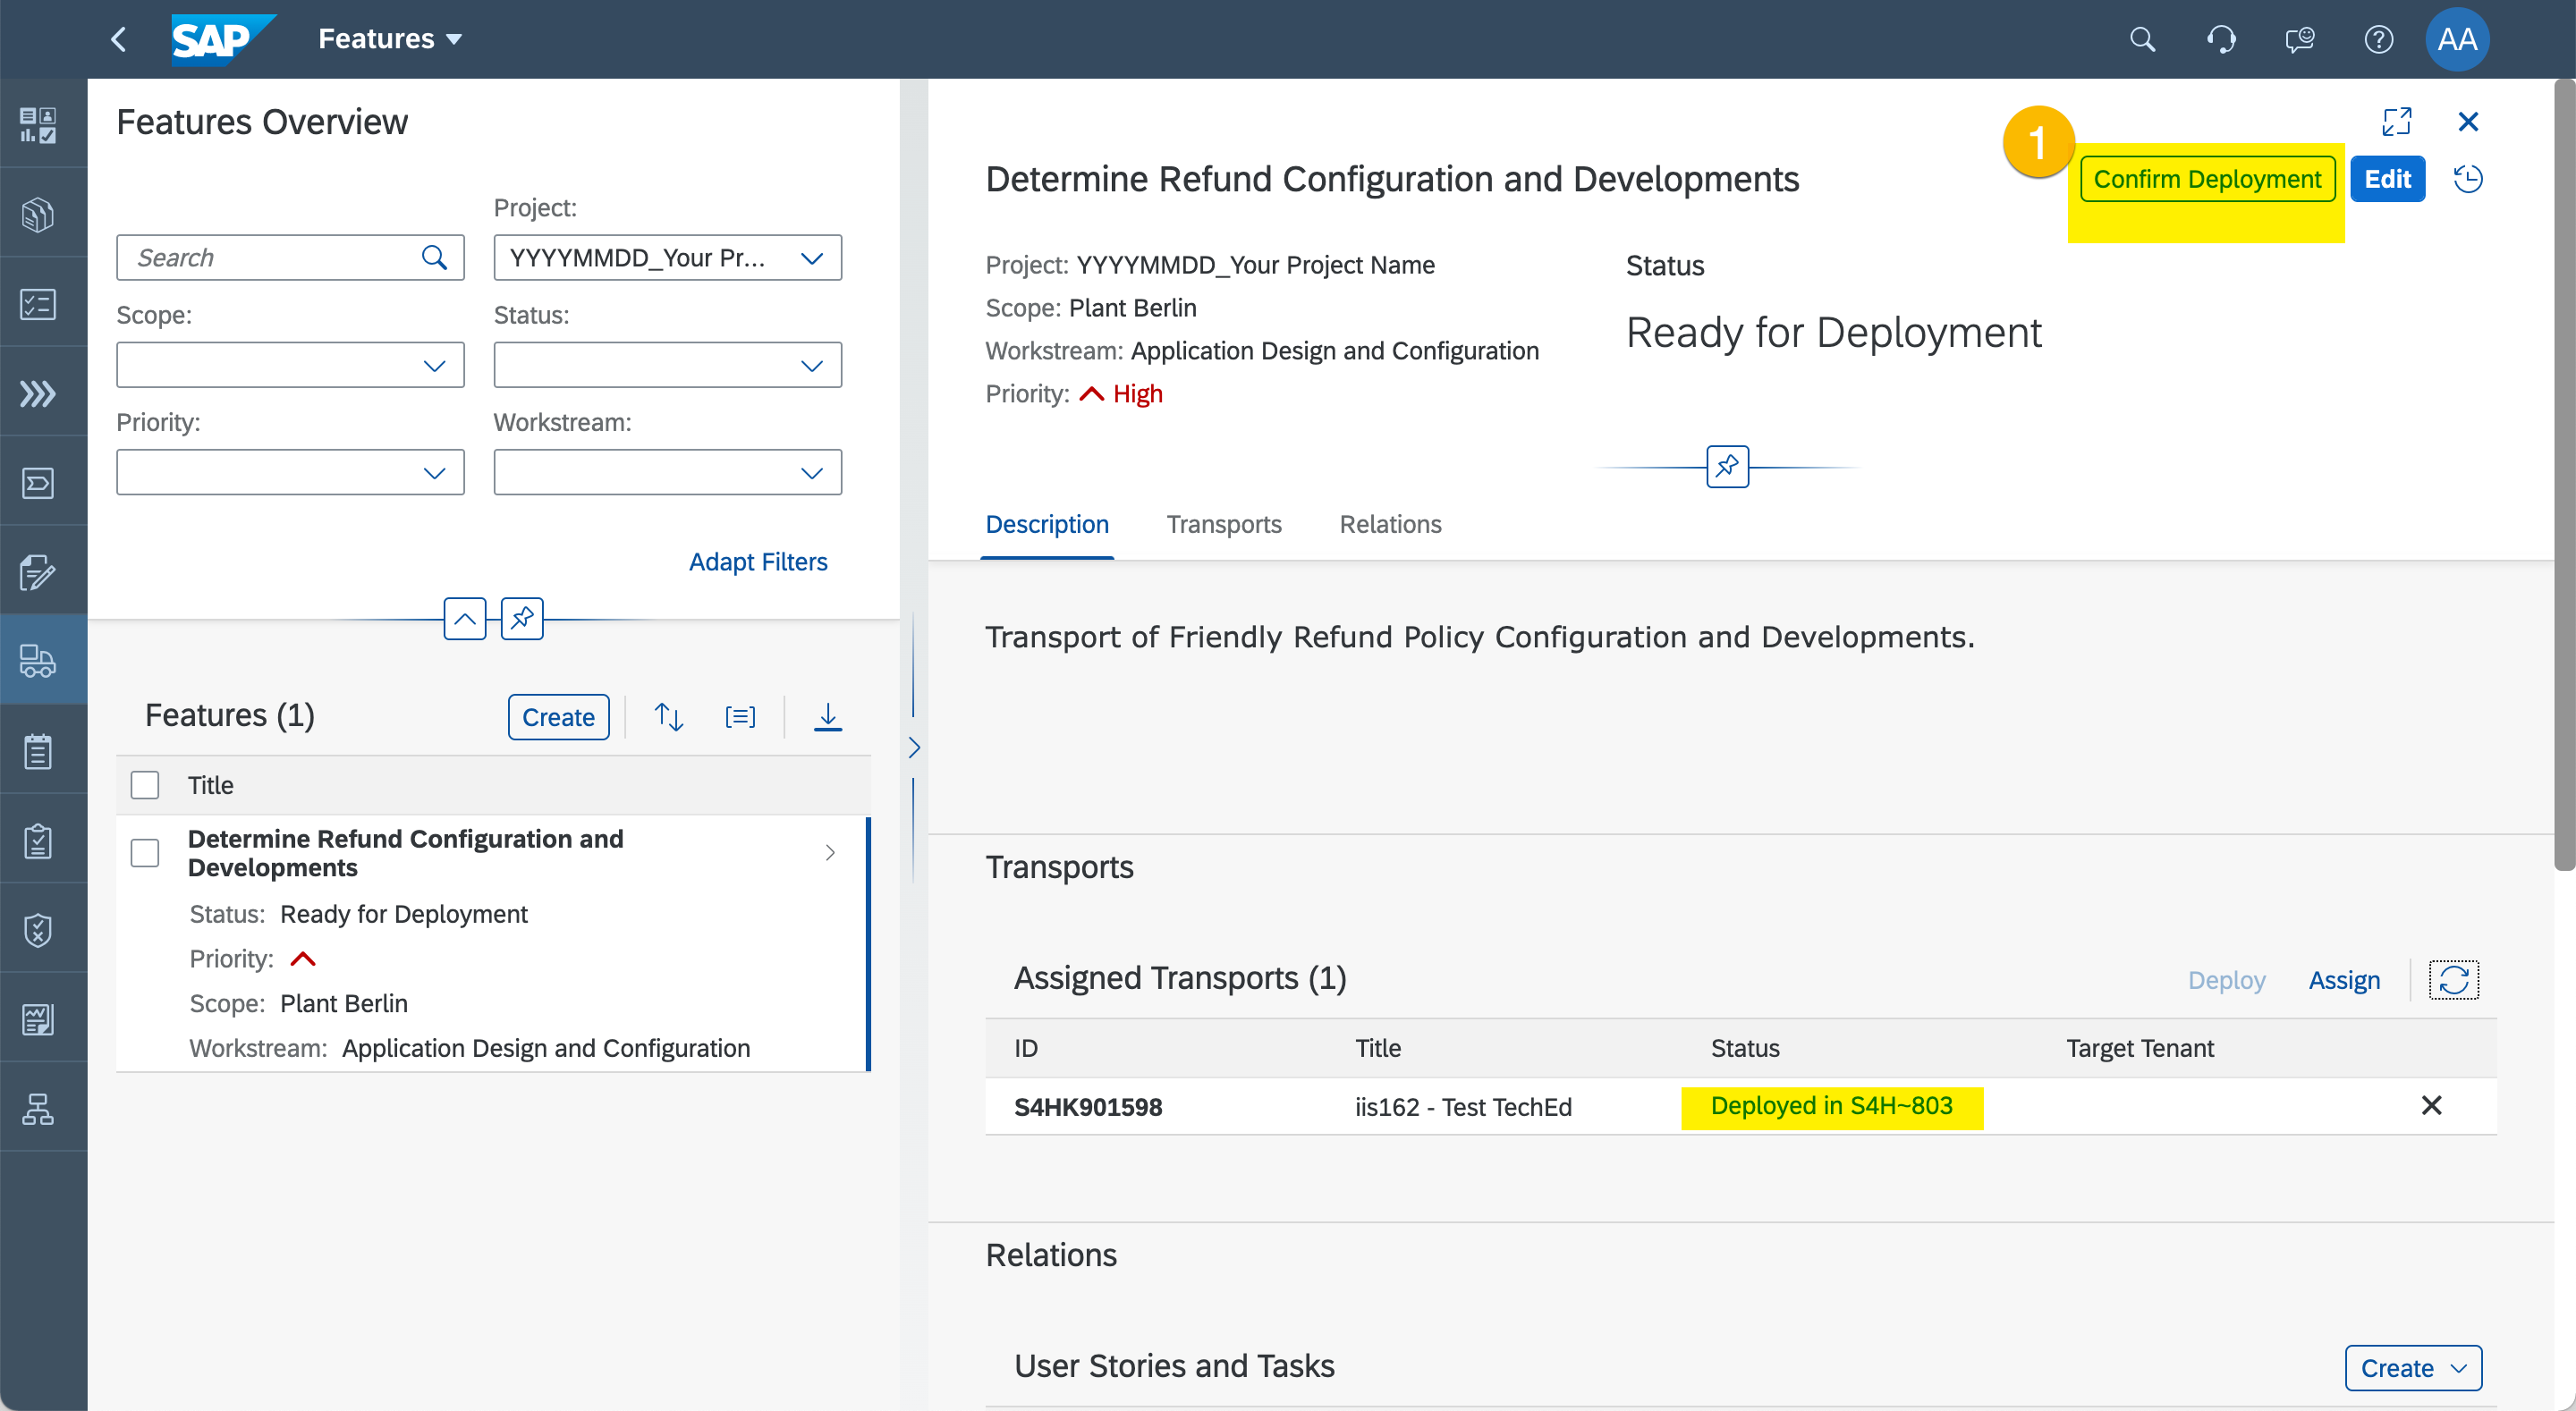 SAP
Features
AA
Features Overview
Search
Project:
YYYYMMDD_Your Pr...
Scope:
Status:
Priority:
Workstream:
Adapt Filters
Features (1)
Create
Title
Determine Refund Configuration and
Developments
Status: Ready for Deployment
Priority:
Scope: Plant Berlin
Workstream: Application Design and Configuration
1
Determine Refund Configuration and Developments
Confirm Deployment
Edit
Project: YYYYMMDD_Your Project Name
Scope: Plant Berlin
Workstream: Application Design and Configuration
Priority: High
Status
Ready for Deployment
Description
Transports
Relations
Transport of Friendly Refund Policy Configuration and Developments.
Transports
Assigned Transports (1)
Deploy
Assign
ID Title Status Target Tenant
S4HK901598 iis162 - Test TechEd Deployed in S4H~803
Relations
User Stories and Tasks
Create